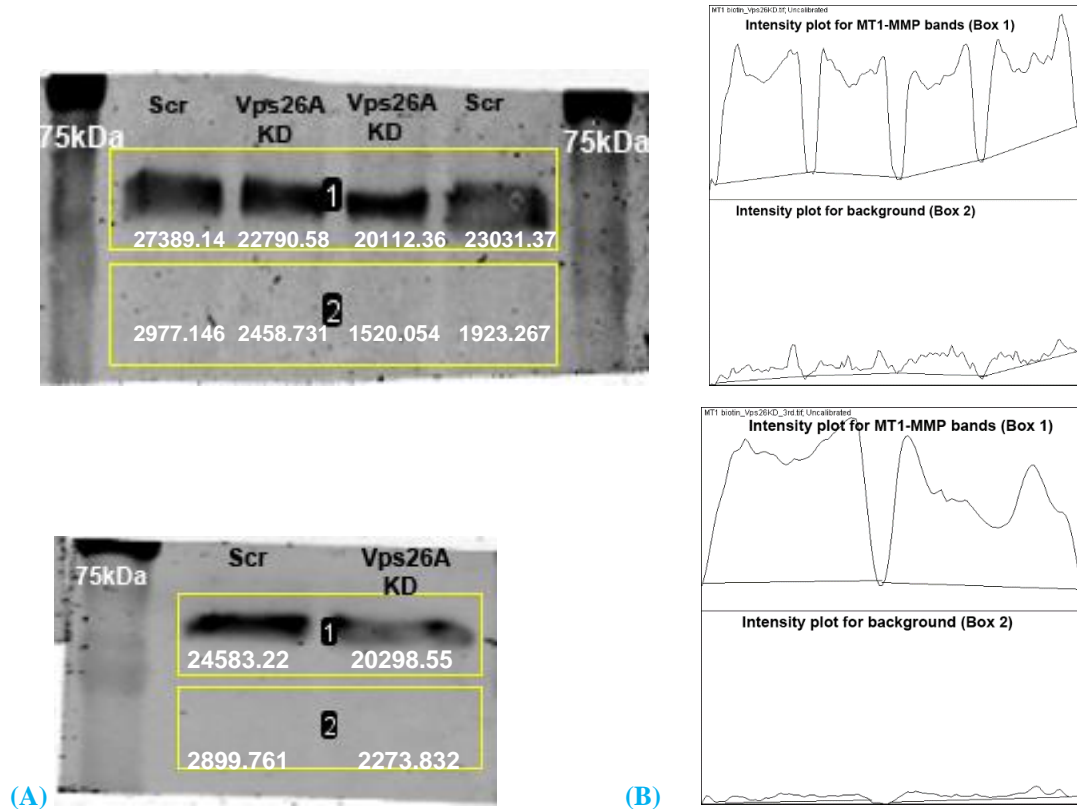 Scr Vps26A Vps26A Scr
KD KD
75kDa 75kDa
1
27389.14 22790.58 20112.36 23031.37
2
2977.146 2458.731 1520.054 1923.267
Scr Vps26A
KD
75kDa
1
24583.22 20298.55
2
2899.761 2273.832
(A)
MT1 biotin_Vps26KD.tif; Uncalibrated
Intensity plot for MT1-MMP bands (Box 1)
Intensity plot for background (Box 2)
MT1 biotin_Vps26KD_3rd.tif; Uncalibrated
Intensity plot for MT1-MMP bands (Box 1)
Intensity plot for background (Box 2)
(B)